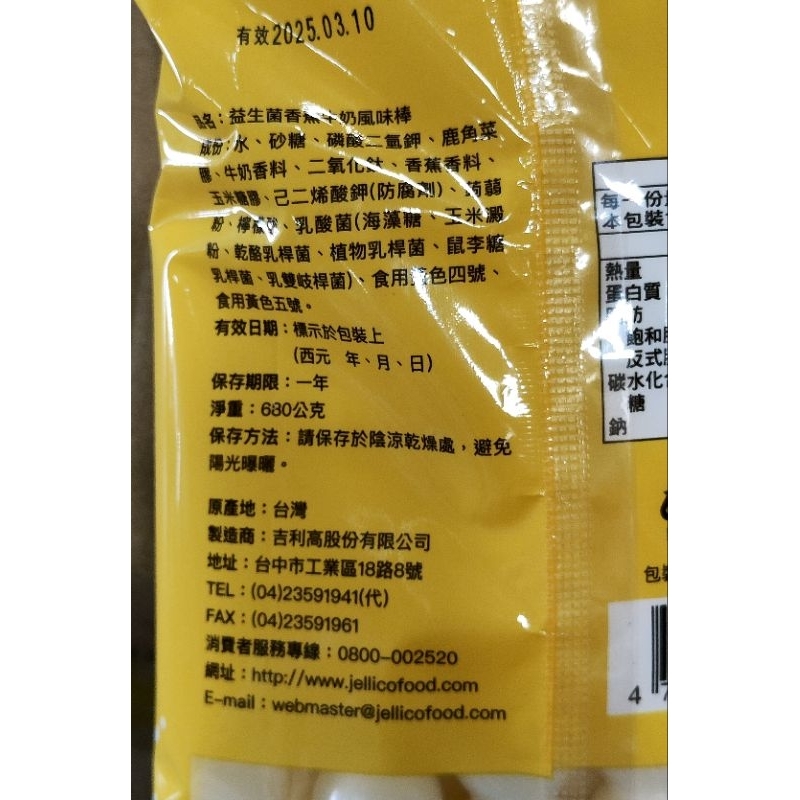 有效2025.03.10
品名：益生菌香蕉牛奶風味棒
成份：水、砂糖、磷酸二氫鉀、鹿角菜
膠、牛奶香料、二氧化鈦、香蕉香料、
玉米糖膠、己二烯酸鉀(防腐劑)、蒟蒻
粉、檸檬酸、乳酸菌(海藻糖、玉米澱
粉、乾酪乳桿菌、植物乳桿菌、鼠李糖
乳桿菌、乳雙歧桿菌)、食用黃色四號、
食用黃色五號。
有效日期：標示於包裝上
(西元 年、月、日)
保存期限：一年
淨重：680公克
保存方法：請保存於陰涼乾燥處，避免
陽光曝曬。
原產地：台灣
製造商：吉利高股份有限公司
地址：台中市工業區18路8號
TEL：(04)23591941(代)
FAX：(04)23591961
消費者服務專線：0800-002520
網址：http://www.jellicofood.com
E-mail：webmaster@jellicofood.com
每一份
本包裝
熱量
蛋白質
脂肪
飽和
反式
碳水化
糖
鈉
包
4